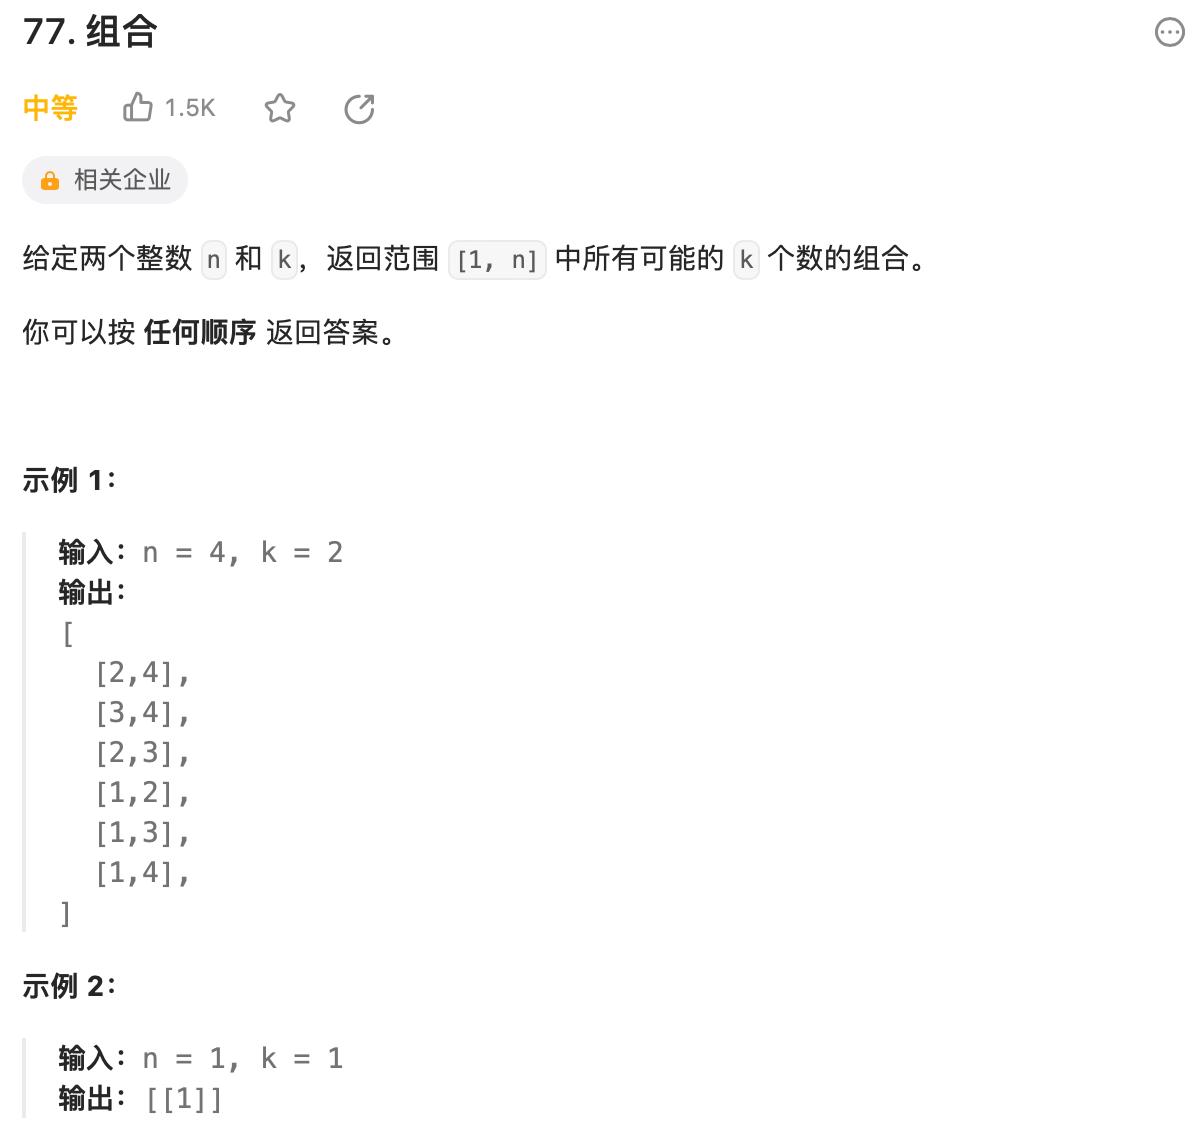 77. 组合
中等 1.5K
相关企业
给定两个整数 n 和 k，返回范围 [1, n] 中所有可能的 k 个数的组合。
你可以按 任何顺序 返回答案。
示例 1：
输入：n = 4, k = 2
输出：
[
[2,4],
[3,4],
[2,3],
[1,2],
[1,3],
[1,4],
]
示例 2：
输入：n = 1, k = 1
输出：[[1]]